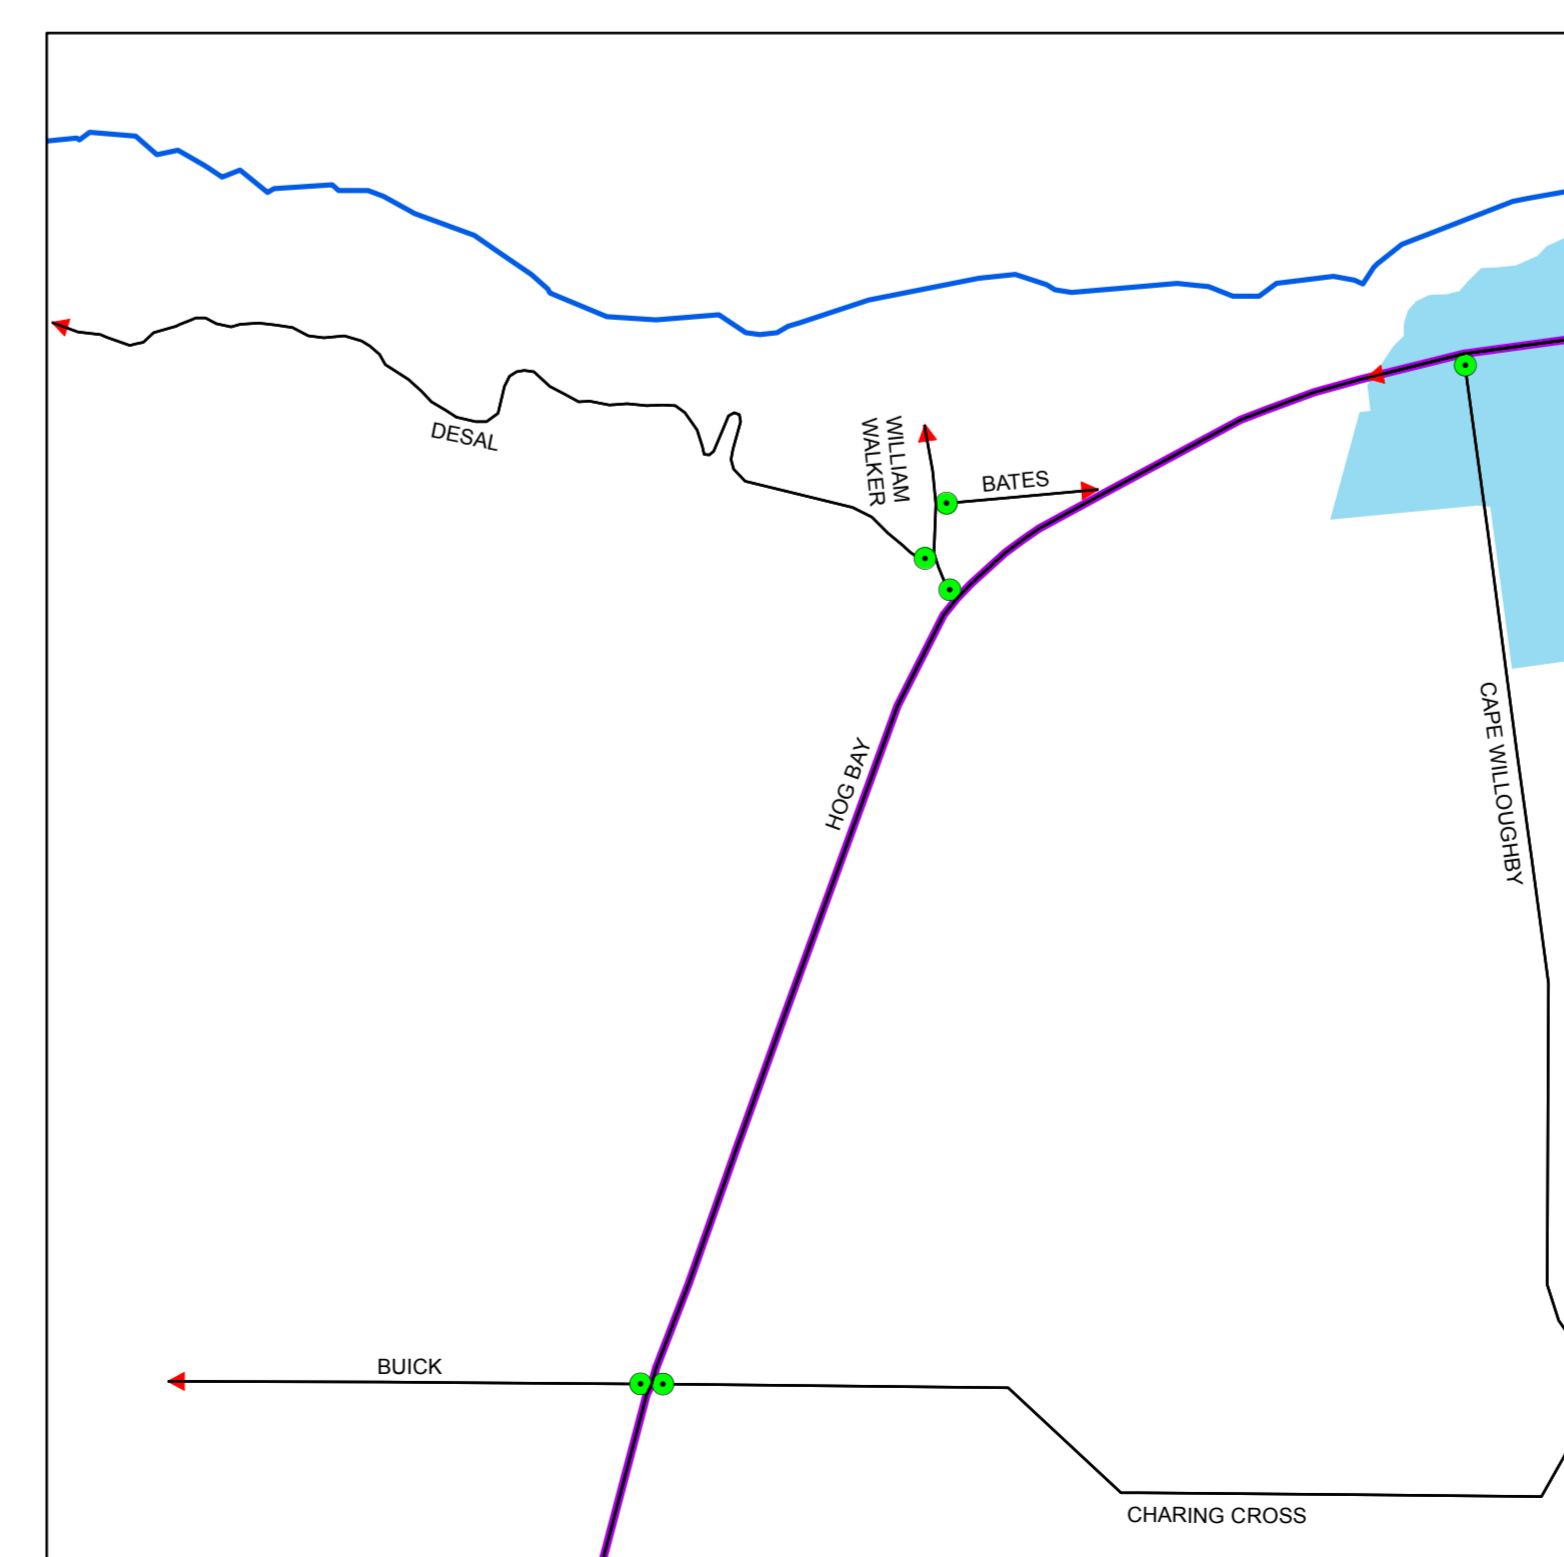 DESAL
WILLIAM
WALKER
BATES
CAPE WILLOUGHBY
HOG BAY
BUICK
CHARING CROSS